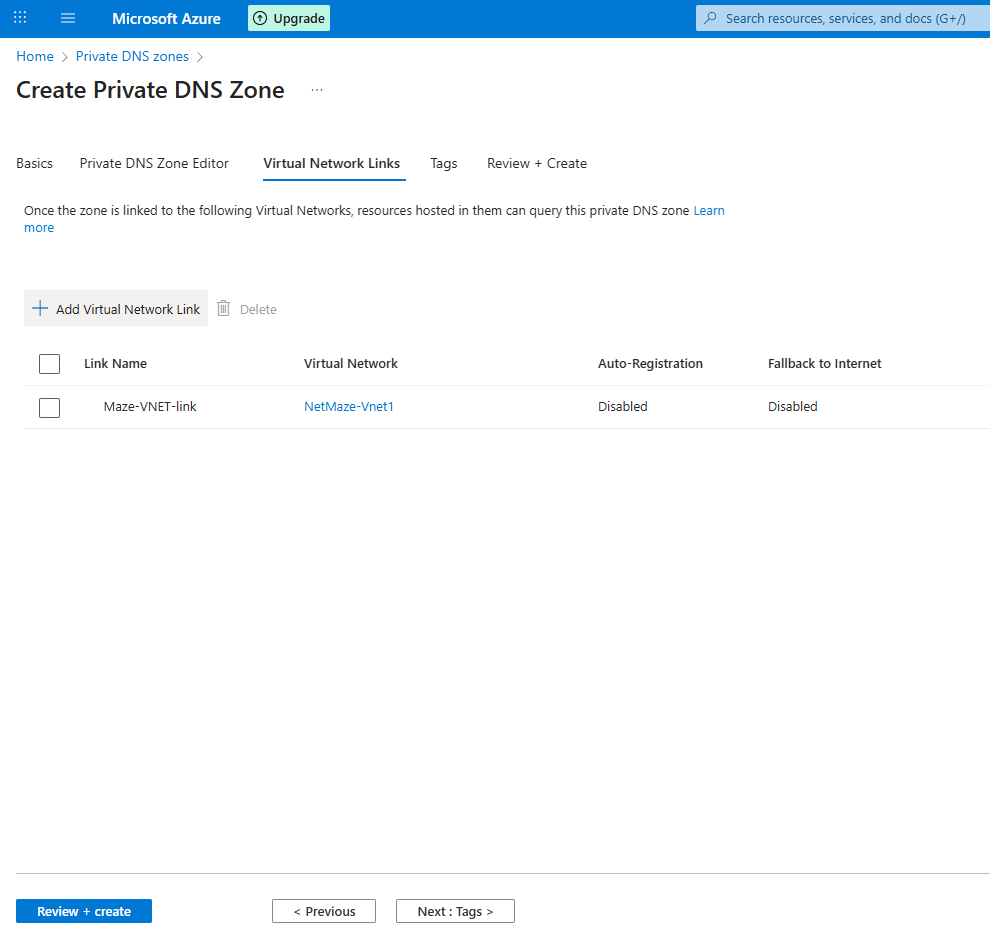 Microsoft Azure Upgrade Search resources, services, and docs (G+/)
Home > Private DNS zones >
Create Private DNS Zone ...
Basics Private DNS Zone Editor Virtual Network Links Tags Review + Create
Once the zone is linked to the following Virtual Networks, resources hosted in them can query this private DNS zone Learn
more
+ Add Virtual Network Link Delete
Link Name Virtual Network Auto-Registration Fallback to Internet
Maze-VNET-link NetMaze-Vnet1 Disabled Disabled
Review + create < Previous Next : Tags >